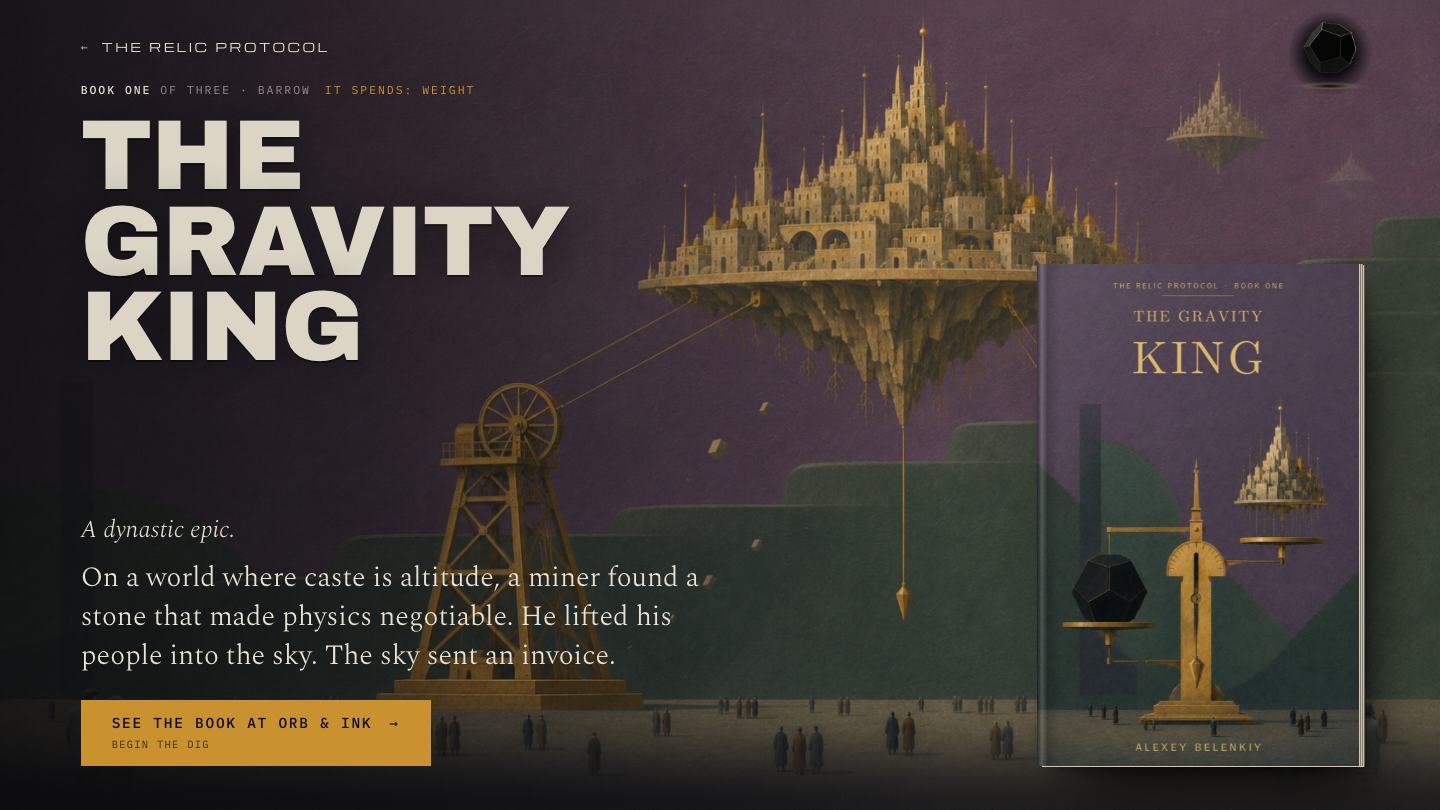 ← THE RELIC PROTOCOL
BOOK ONE OF THREE · BARROW IT SPENDS: WEIGHT
THE
GRAVITY
KING
A dynastic epic.
On a world where caste is altitude, a miner found a
stone that made physics negotiable. He lifted his
people into the sky. The sky sent an invoice.
SEE THE BOOK AT ORB & INK →
BEGIN THE DIG
THE RELIC PROTOCOL · BOOK ONE
THE GRAVITY
KING
ALEXEY BELENKIY